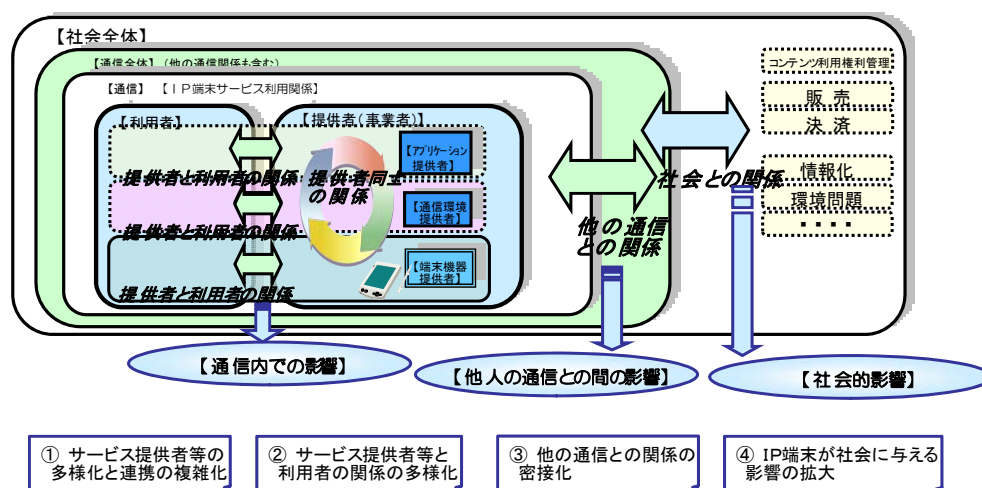 【社会全体】
【通信全体】（他の通信関係も含む）
【通信】 【ＩＰ端末サービス利用関係】
【利用者】
【提供者（事業者）】
【アプリケーション
提供者】
提供者と利用者の関係
提供者同士
の関係
【通信環境
提供者】
提供者と利用者の関係
【端末機器
提供者】
提供者と利用者の関係
他の通信
との関係
社会との関係
コンテンツ利用権利管理
販売
決済
情報化
環境問題
・・・・
【通信内での影響】
【他人の通信との間の影響】
【社会的影響】
① サービス提供者等の
多様化と連携の複雑化
② サービス提供者等と
利用者の関係の多様化
③ 他の通信との関係の
密接化
④ IP端末が社会に与える
影響の拡大